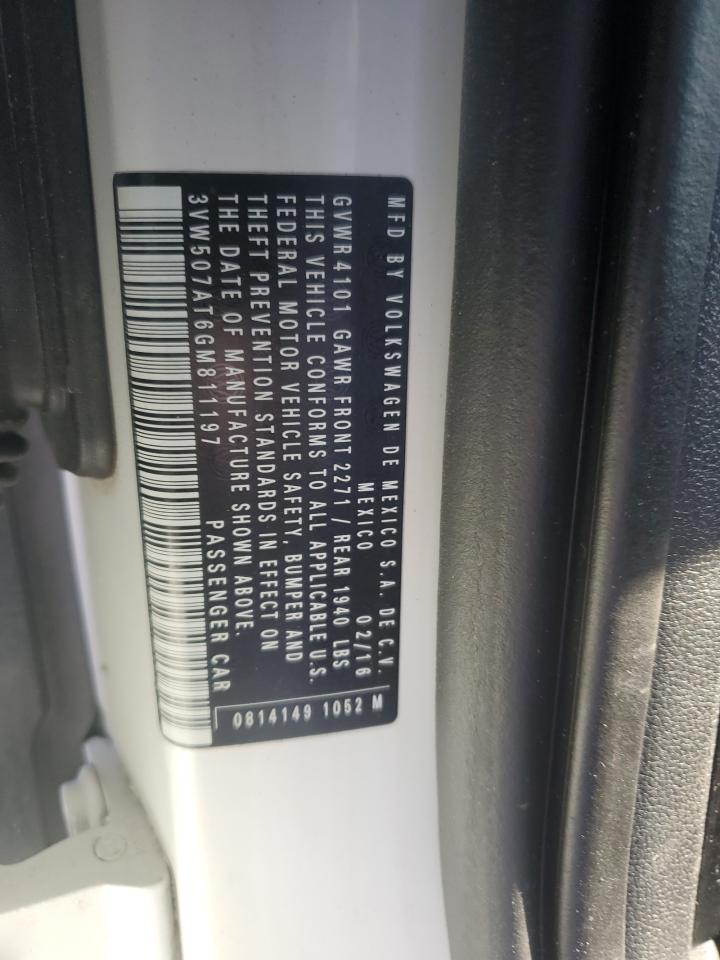 MFD BY VOLKSWAGEN DE MEXICO S.A. DE C.V.
MEXICO 02/16
GVWR 4101 GAWR FRONT 2271 / REAR 1940 LBS
THIS VEHICLE CONFORMS TO ALL APPLICABLE U.S.
FEDERAL MOTOR VEHICLE SAFETY, BUMPER AND
THEFT PREVENTION STANDARDS IN EFFECT ON
THE DATE OF MANUFACTURE SHOWN ABOVE.
3VW507AT6GM811197 PASSENGER CAR
0814149 1052 M